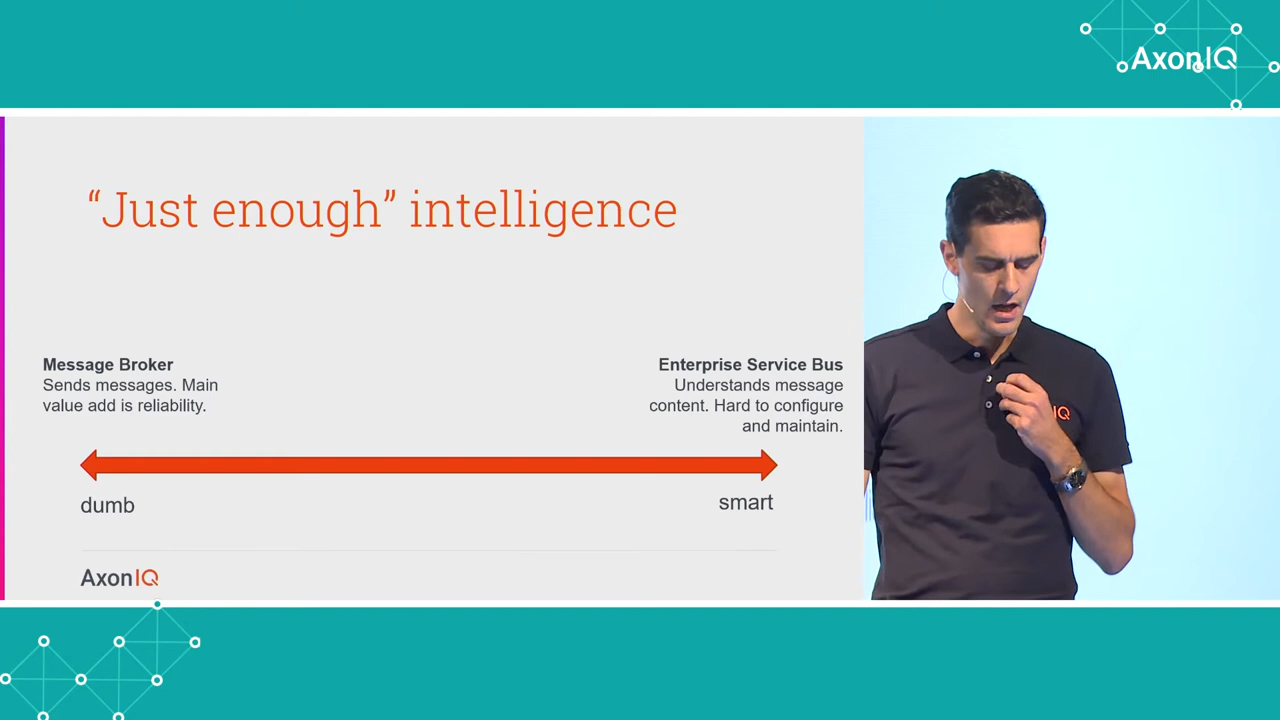 AxonIQ
“Just enough” intelligence
Message Broker
Sends messages. Main
value add is reliability.
Enterprise Service Bus
Understands message
content. Hard to configure
and maintain.
dumb
smart
AxonIQ
IQ